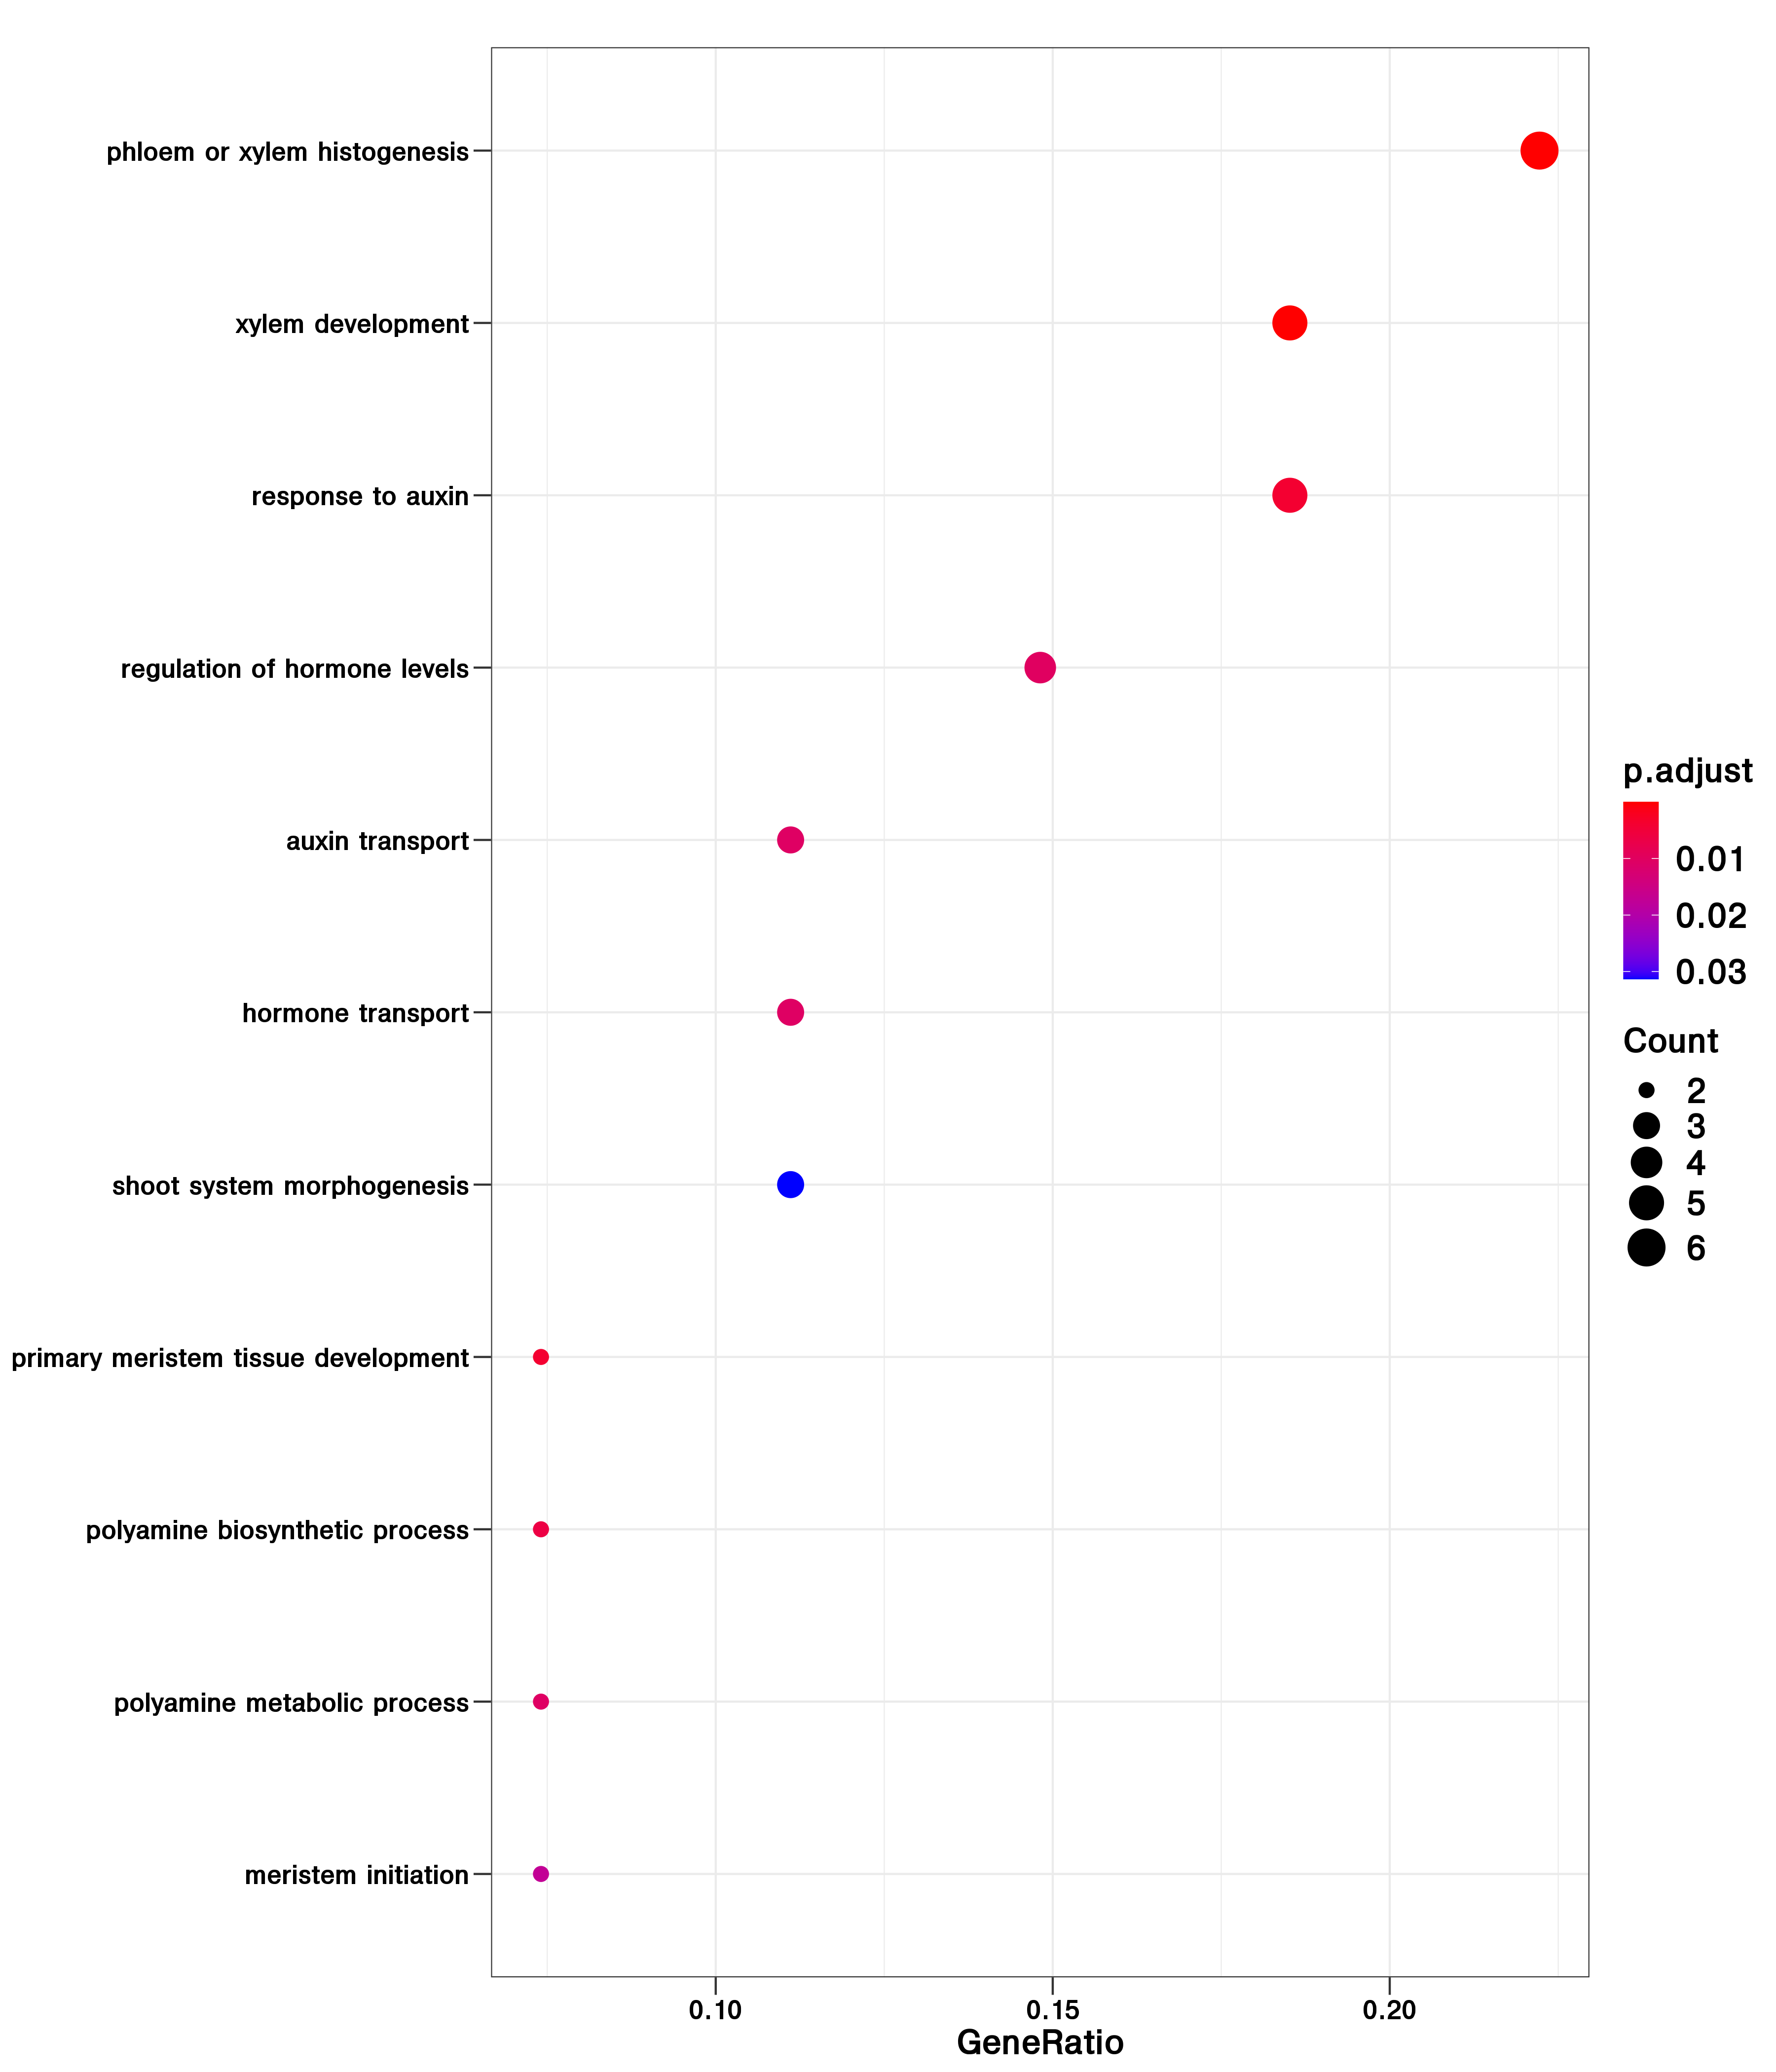 phloem or xylem histogenesis
xylem development
response to auxin
regulation of hormone levels
auxin transport
hormone transport
shoot system morphogenesis
primary meristem tissue development
polyamine biosynthetic process
polyamine metabolic process
meristem initiation
0.10 0.15 0.20
GeneRatio
p.adjust
0.01
0.02
0.03
Count
2
3
4
5
6